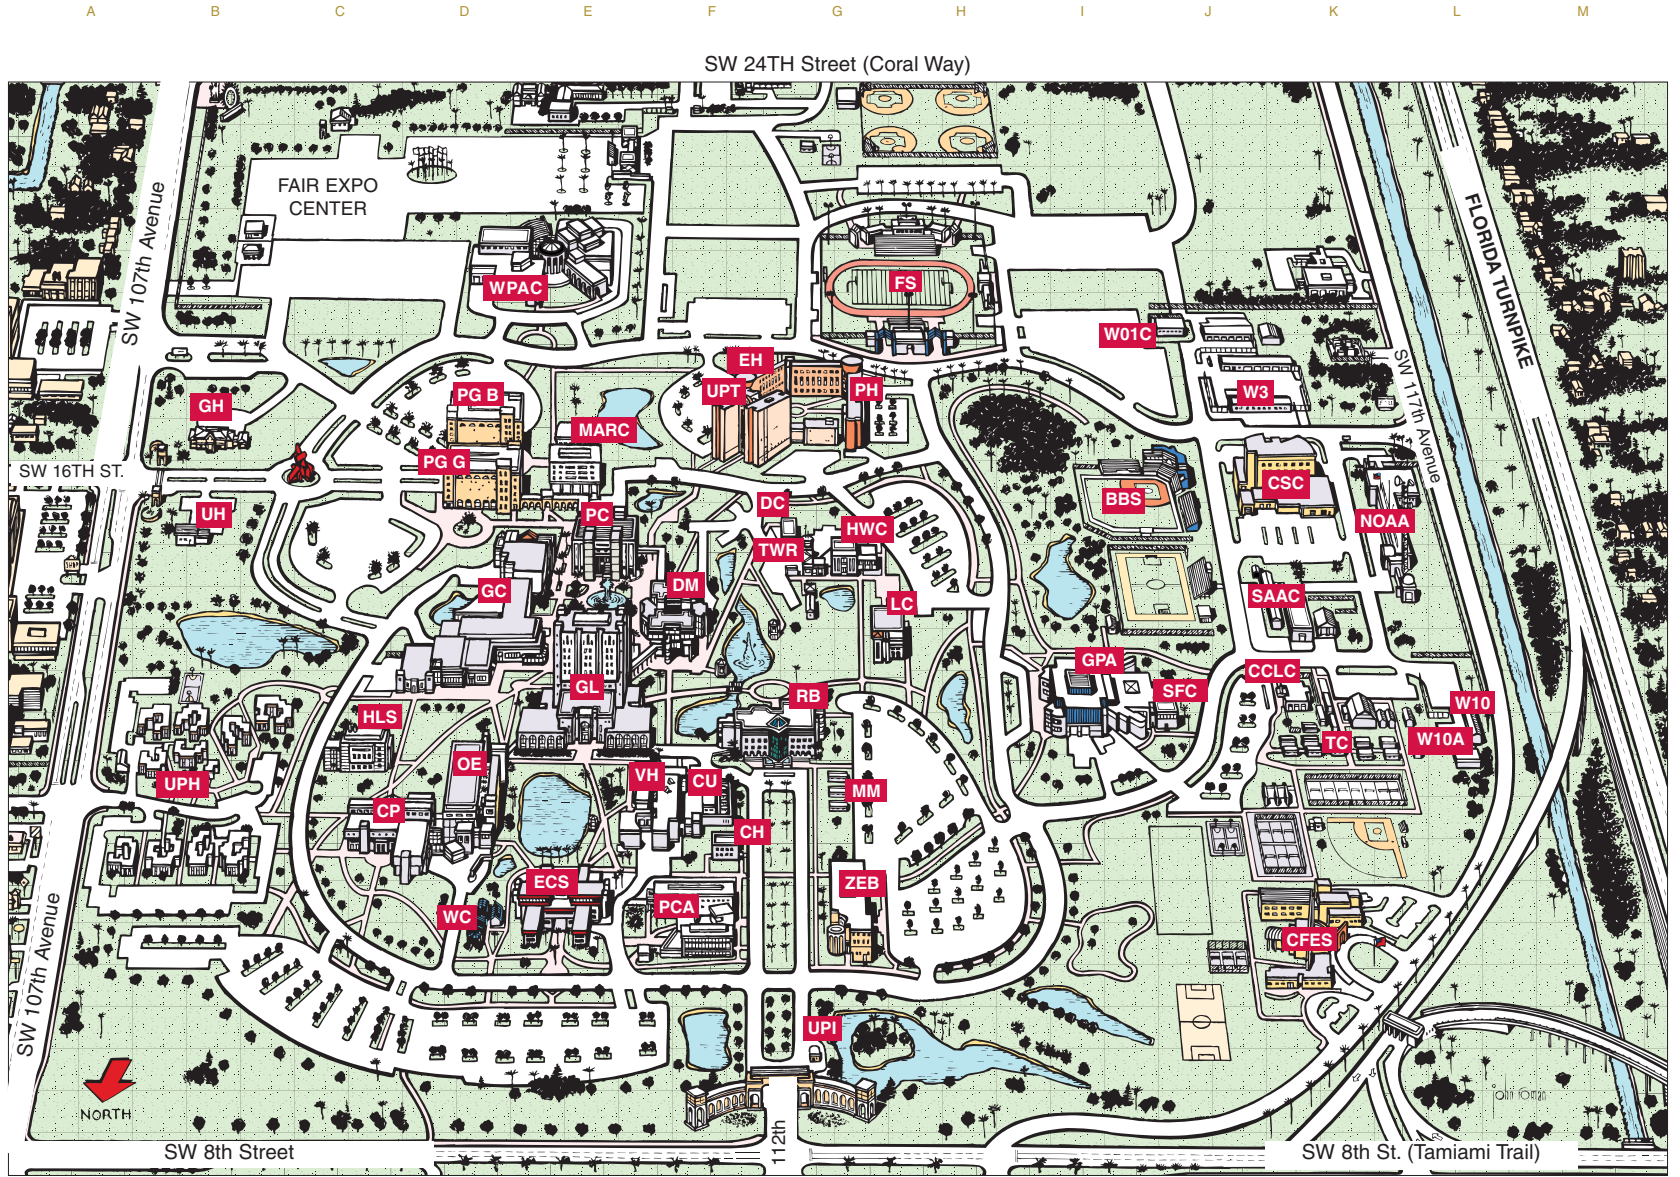 A B C D E F G H I J K L M
SW 24TH Street (Coral Way)
FAIR EXPO
CENTER
SW 107th Avenue
FLORIDA TURNPIKE
WPAC
FS
W01C
EH
UPT
PH
PG B
GH
W3
SW 117th Avenue
MARC
PG G
SW 16TH ST.
CSC
BBS
DC
UH
PC
HWC
NOAA
TWR
DM
GC
SAAC
LC
GPA
CCLC
GL
SFC
RB
W10
HLS
TC
W10A
OE
VH
CU
UPH
MM
CP
CH
ECS
ZEB
PCA
WC
CFES
SW 107th Avenue
UPI
NORTH
john roman
112th
SW 8th Street
SW 8th St. (Tamiami Trail)